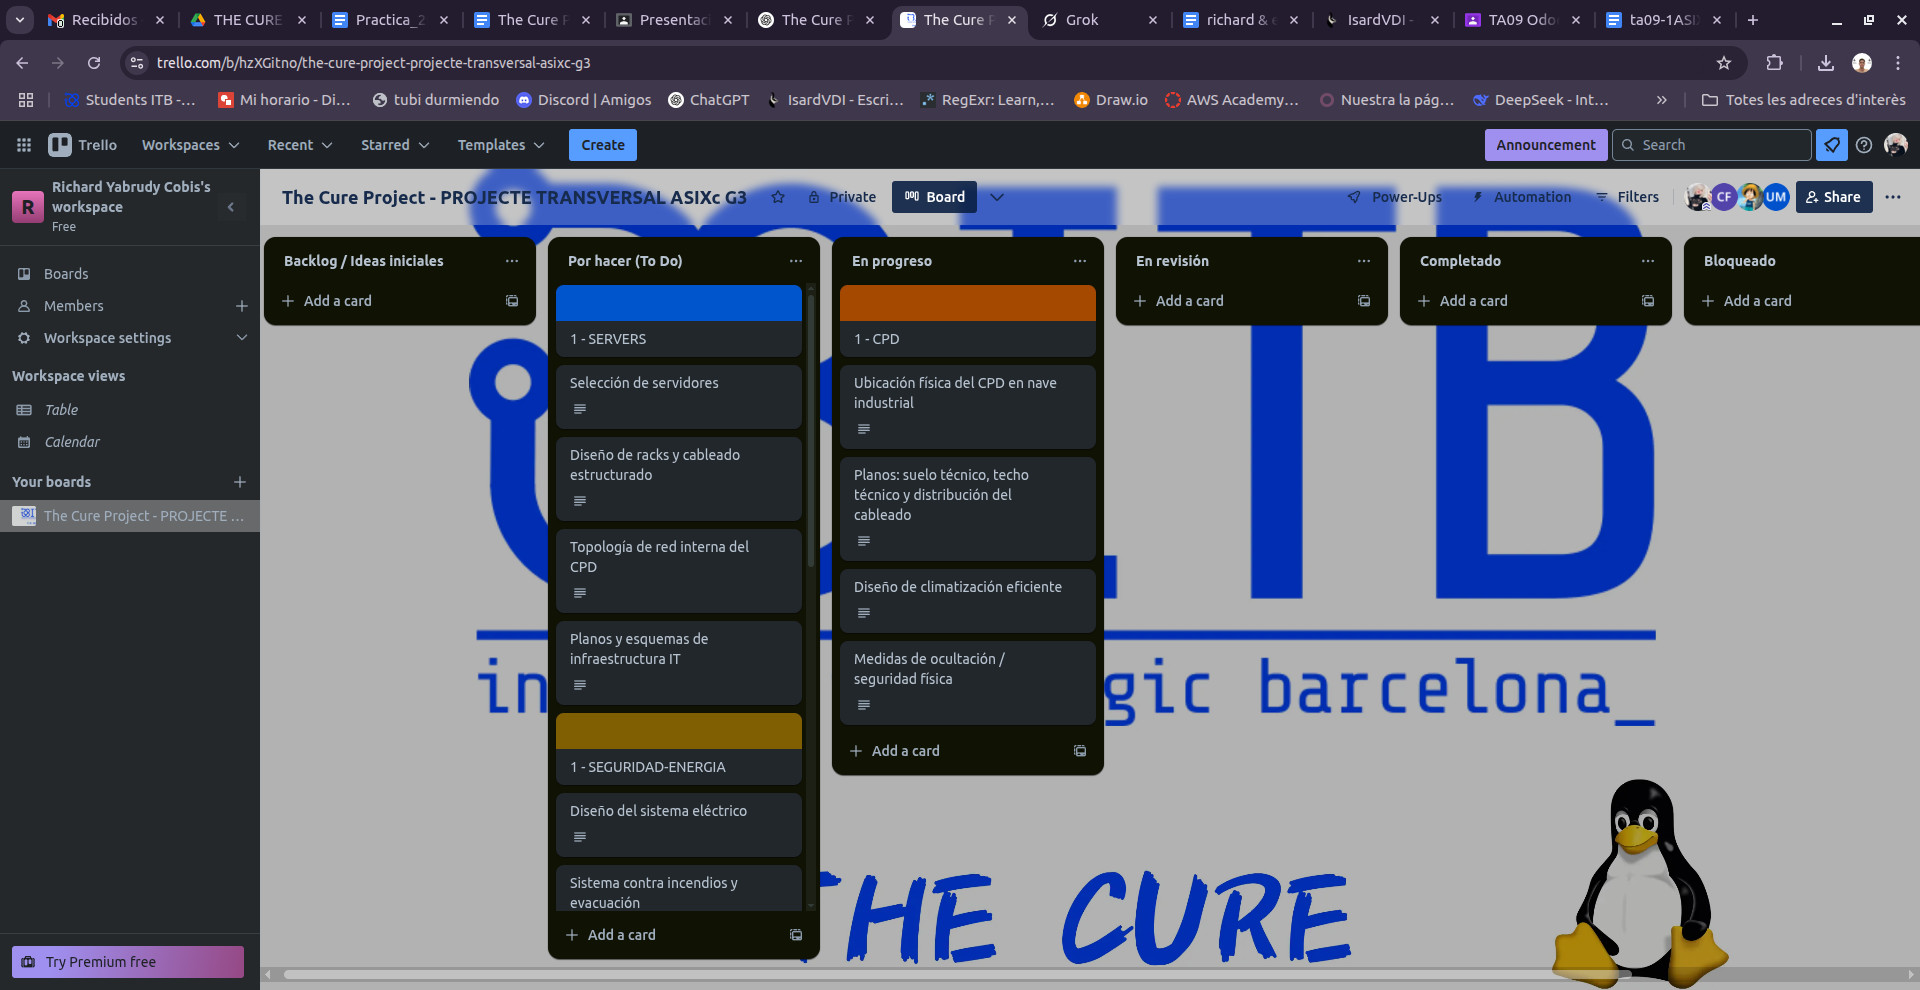 Recibidos
THE CURE
Practica_2
The Cure P
Presentaci
The Cure P
The Cure P
Grok
richard & e
IsardVDI -
TA09 Odo
ta09-1ASI
trello.com/b/hzXGitno/the-cure-project-projecte-transversal-asixc-g3
Students ITB -...
Mi horario - Di...
tubi durmiendo
Discord | Amigos
ChatGPT
IsardVDI - Escri...
RegExr: Learn,...
Draw.io
AWS Academy...
Nuestra la pág...
DeepSeek - Int...
Totes les adreces d'interès
Trello
Workspaces
Recent
Starred
Templates
Create
Announcement
Search
R
Richard Yabrudy Cobis's
workspace
Free
Boards
Members
Workspace settings
Workspace views
Table
Calendar
Your boards
The Cure Project - PROJECTE ...
Try Premium free
The Cure Project - PROJECTE TRANSVERSAL ASIXc G3
Private
Board
Power-Ups
Automation
Filters
CF
UM
Share
Backlog / Ideas iniciales
Add a card
Por hacer (To Do)
1 - SERVERS
Selección de servidores
Diseño de racks y cableado
estructurado
Topología de red interna del
CPD
Planos y esquemas de
infraestructura IT
1 - SEGURIDAD-ENERGIA
Diseño del sistema eléctrico
Sistema contra incendios y
evacuación
Add a card
En progreso
1 - CPD
Ubicación física del CPD en nave
industrial
Planos: suelo técnico, techo
técnico y distribución del
cableado
Diseño de climatización eficiente
Medidas de ocultación /
seguridad física
Add a card
En revisión
Add a card
Completado
Add a card
Bloqueado
Add a card
ITB
in gic barcelona_
THE CURE